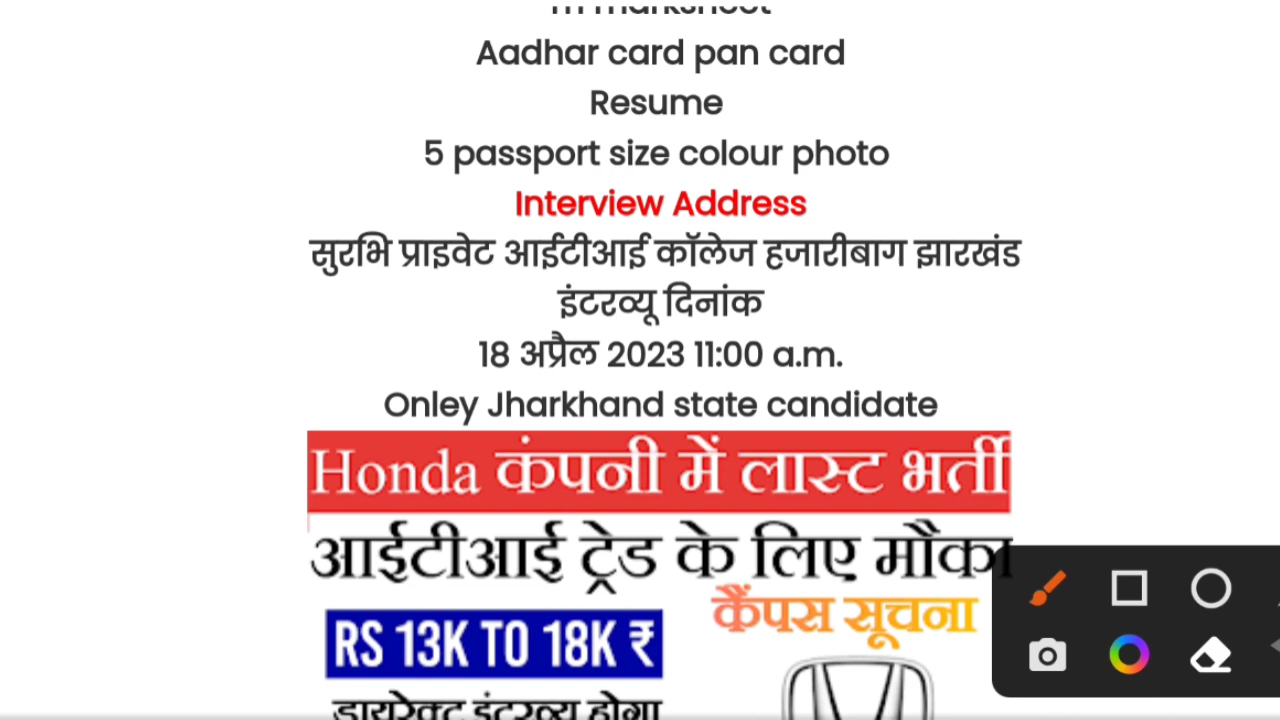 Aadhar card pan card
Resume
5 passport size colour photo
Interview Address
सुरभि प्राइवेट आईटीआई कॉलेज हजारीबाग झारखंड
इंटरव्यू दिनांक
18 अप्रैल 2023 11:00 a.m.
Onley Jharkhand state candidate
Honda कंपनी में लास्ट भर्ती
आईटीआई ट्रेड के लिए मौका
कैंपस सूचना
RS 13K TO 18K ₹
डायरेक्ट इंटरव्यू होगा